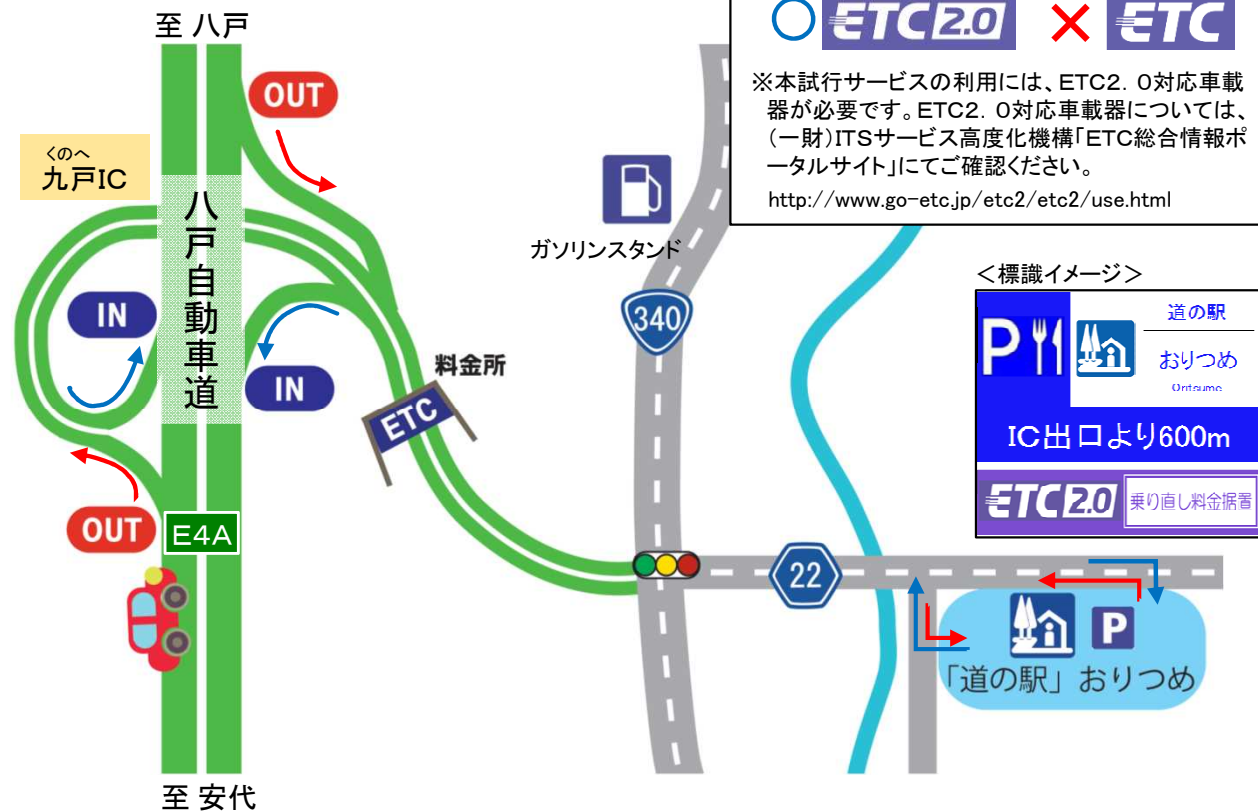 至 八戸
OUT
くのへ
九戸IC
八戸自動車道
IN
IN
料金所
ETC
OUT
E4A
至 安代
ガソリンスタンド
340
22
ETC2.0
ETC
※本試行サービスの利用には、ETC2．0対応車載
器が必要です。ETC2．0対応車載器については、
(一財)ITSサービス高度化機構「ETC総合情報ポ
ータルサイト」にてご確認ください。
http://www.go-etc.jp/etc2/etc2/use.html
＜標識イメージ＞
P
道の駅
おりつめ
Oritsume
IC出口より600m
ETC2.0
乗り直し料金据置
P
「道の駅」おりつめ